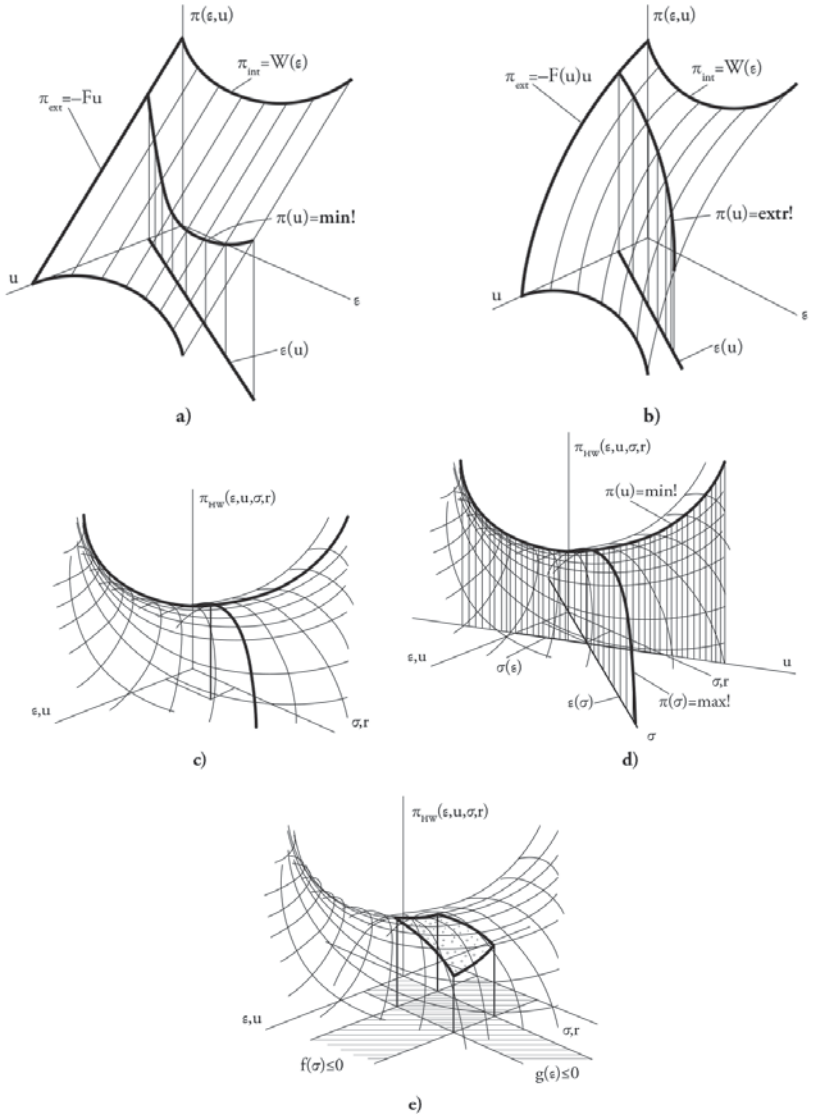 π(ε,u)
π_int=W(ε)
π_ext=−Fu
π(u)=min!
u
ε
ε(u)
a)
π(ε,u)
π_int=W(ε)
π_ext=−F(u)u
π(u)=extr!
u
ε
ε(u)
b)
π_HW(ε,u,σ,r)
ε,u
σ,r
c)
π_HW(ε,u,σ,r)
π(u)=min!
ε,u
σ(ε)
σ,r
u
ε(σ)
π(σ)=max!
σ
d)
π_HW(ε,u,σ,r)
ε,u
σ,r
f(σ)≤0
g(ε)≤0
e)